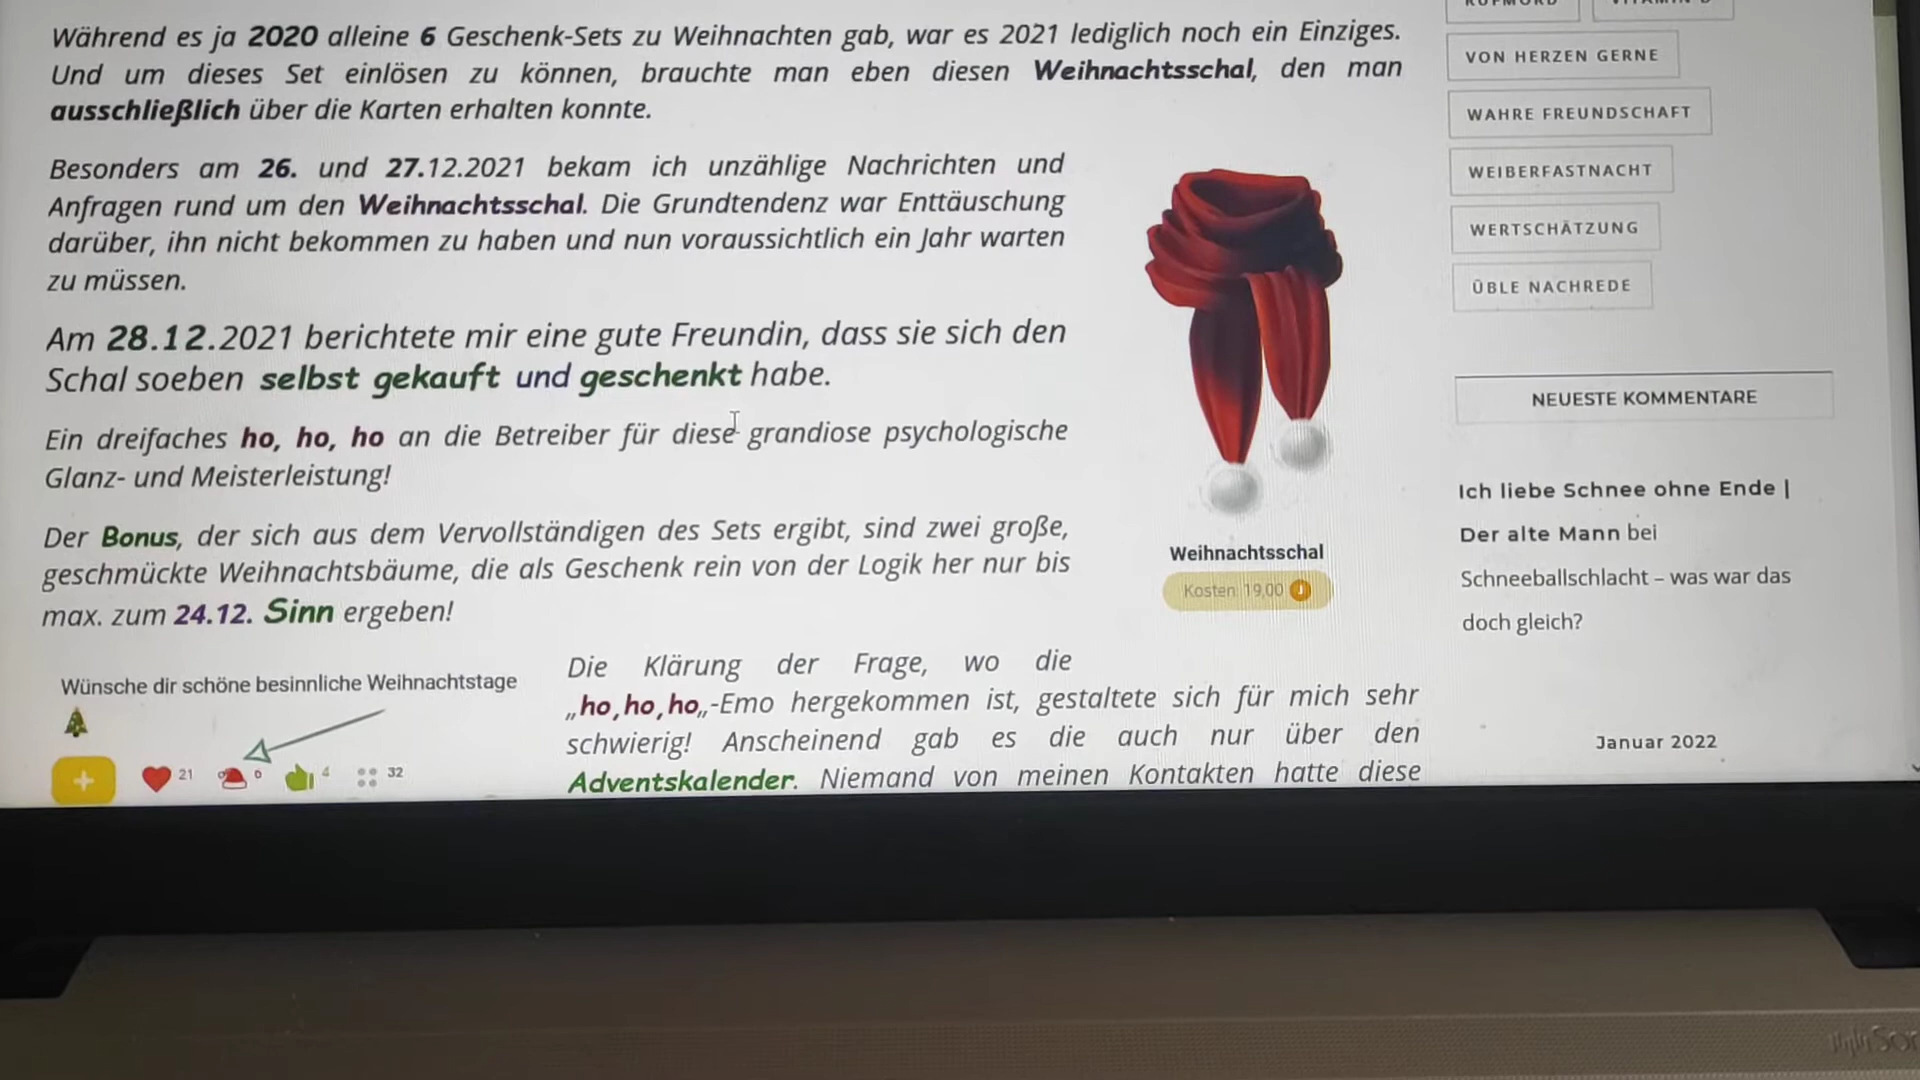 Während es ja 2020 alleine 6 Geschenk-Sets zu Weihnachten gab, war es 2021 lediglich noch ein Einziges.
Und um dieses Set einlösen zu können, brauchte man eben diesen Weihnachtsschal, den man
ausschließlich über die Karten erhalten konnte.
Besonders am 26. und 27.12.2021 bekam ich unzählige Nachrichten und
Anfragen rund um den Weihnachtsschal. Die Grundtendenz war Enttäuschung
darüber, ihn nicht bekommen zu haben und nun voraussichtlich ein Jahr warten
zu müssen.
Am 28.12.2021 berichtete mir eine gute Freundin, dass sie sich den
Schal soeben selbst gekauft und geschenkt habe.
Ein dreifaches ho, ho, ho an die Betreiber für diese grandiose psychologische
Glanz- und Meisterleistung!
Der Bonus, der sich aus dem Vervollständigen des Sets ergibt, sind zwei große,
geschmückte Weihnachtsbäume, die als Geschenk rein von der Logik her nur bis
max. zum 24.12. Sinn ergeben!
Weihnachtsschal
Kosten: 19,00
Wünsche dir schöne besinnliche Weihnachtstage
21 0 4 32
Die Klärung der Frage, wo die
„ho,ho,ho„-Emo hergekommen ist, gestaltete sich für mich sehr
schwierig! Anscheinend gab es die auch nur über den
Adventskalender. Niemand von meinen Kontakten hatte diese
VON HERZEN GERNE
WAHRE FREUNDSCHAFT
WEIBERFASTNACHT
WERTSCHÄTZUNG
ÜBLE NACHREDE
NEUESTE KOMMENTARE
Ich liebe Schnee ohne Ende |
Der alte Mann bei
Schneeballschlacht – was war das
doch gleich?
Januar 2022